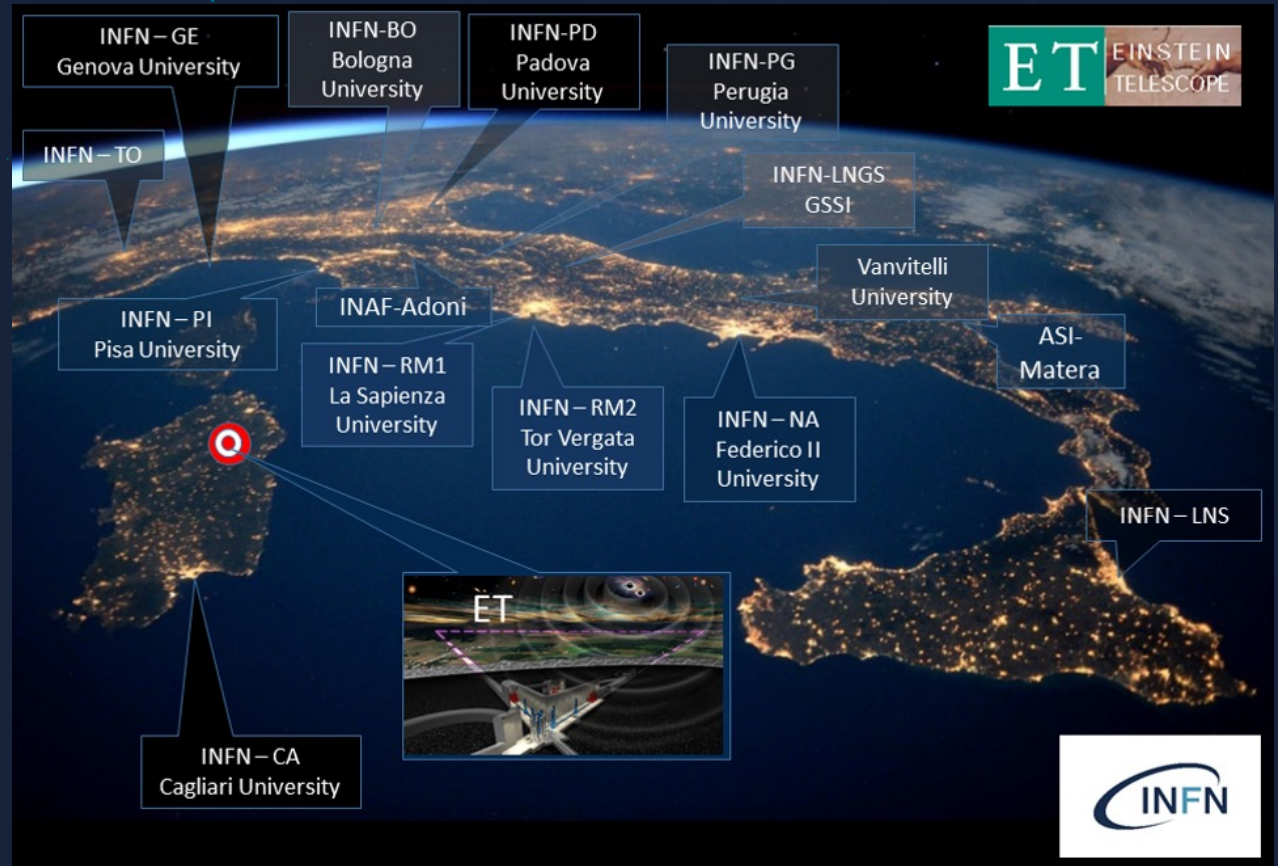 INFN – GE
Genova University
INFN-BO
Bologna
University
INFN-PD
Padova
University
INFN-PG
Perugia
University
ET EINSTEIN
TELESCOPE
INFN – TO
INFN-LNGS
GSSI
Vanvitelli
University
INFN – PI
Pisa University
INAF-Adoni
ASI-
Matera
INFN – RM1
La Sapienza
University
INFN – RM2
Tor Vergata
University
INFN – NA
Federico II
University
INFN – LNS
ET
INFN – CA
Cagliari University
INFN